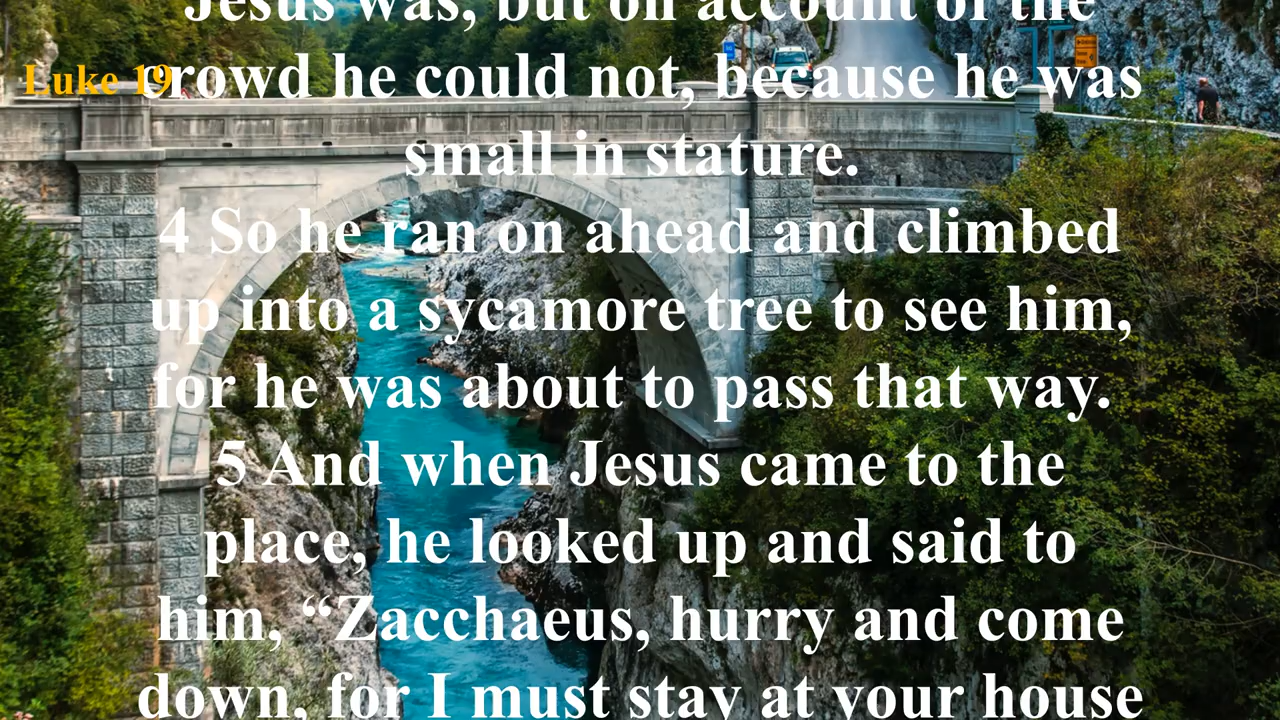 Jesus was, but on account of the
Luke 19
crowd he could not, because he was
small in stature.
4 So he ran on ahead and climbed
up into a sycamore tree to see him,
for he was about to pass that way.
5 And when Jesus came to the
place, he looked up and said to
him, “Zacchaeus, hurry and come
down, for I must stay at your house